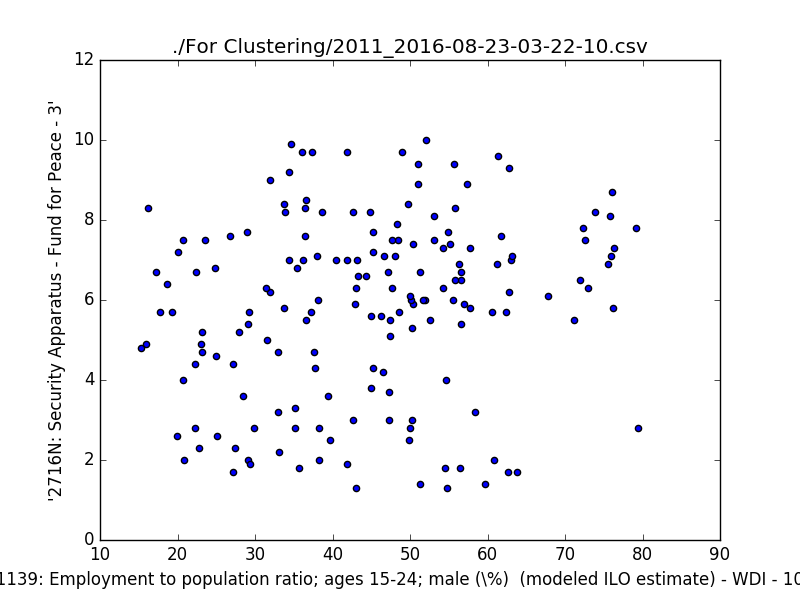 ./For Clustering/2011_2016-08-23-03-22-10.csv
'2716N: Security Apparatus - Fund for Peace - 3'
12
10
8
6
4
2
0
10 20 30 40 50 60 70 80 90
1139: Employment to population ratio; ages 15-24; male (\%) (modeled ILO estimate) - WDI - 10